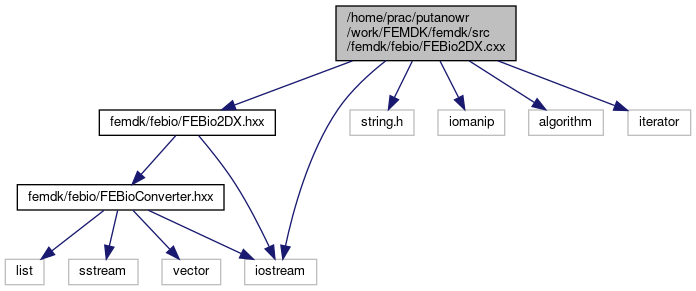 /home/prac/putanowr
/work/FEMDK/femdk/src
/femdk/febio/FEBio2DX.cxx
femdk/febio/FEBio2DX.hxx
string.h
iomanip
algorithm
iterator
femdk/febio/FEBioConverter.hxx
list
sstream
vector
iostream